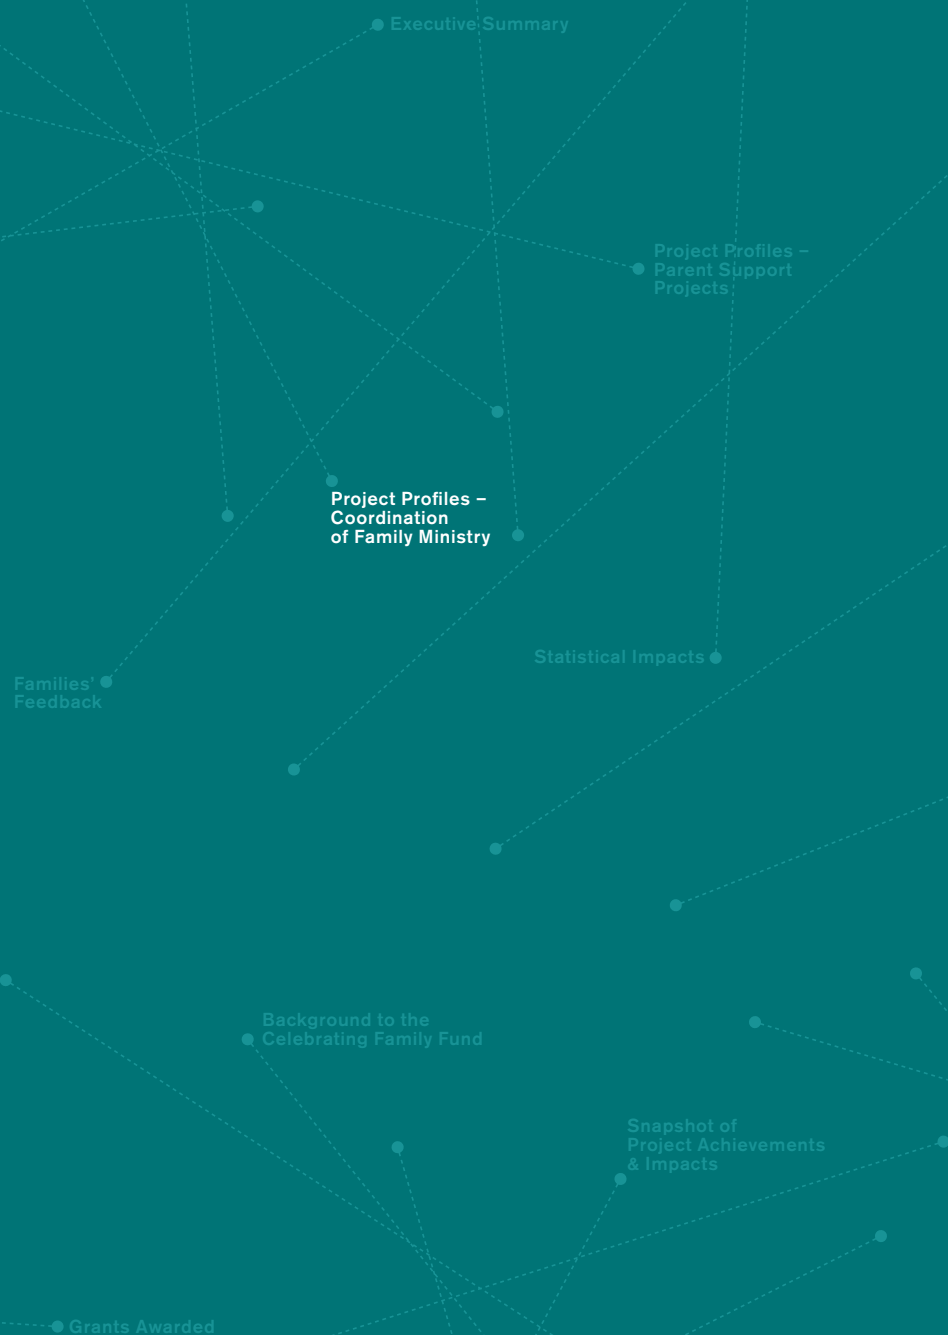 Executive Summary
Project Profiles –
Parent Support
Projects
Project Profiles –
Coordination
of Family Ministry
Statistical Impacts
Families’
Feedback
Background to the
Celebrating Family Fund
Snapshot of
Project Achievements
& Impacts
Grants Awarded